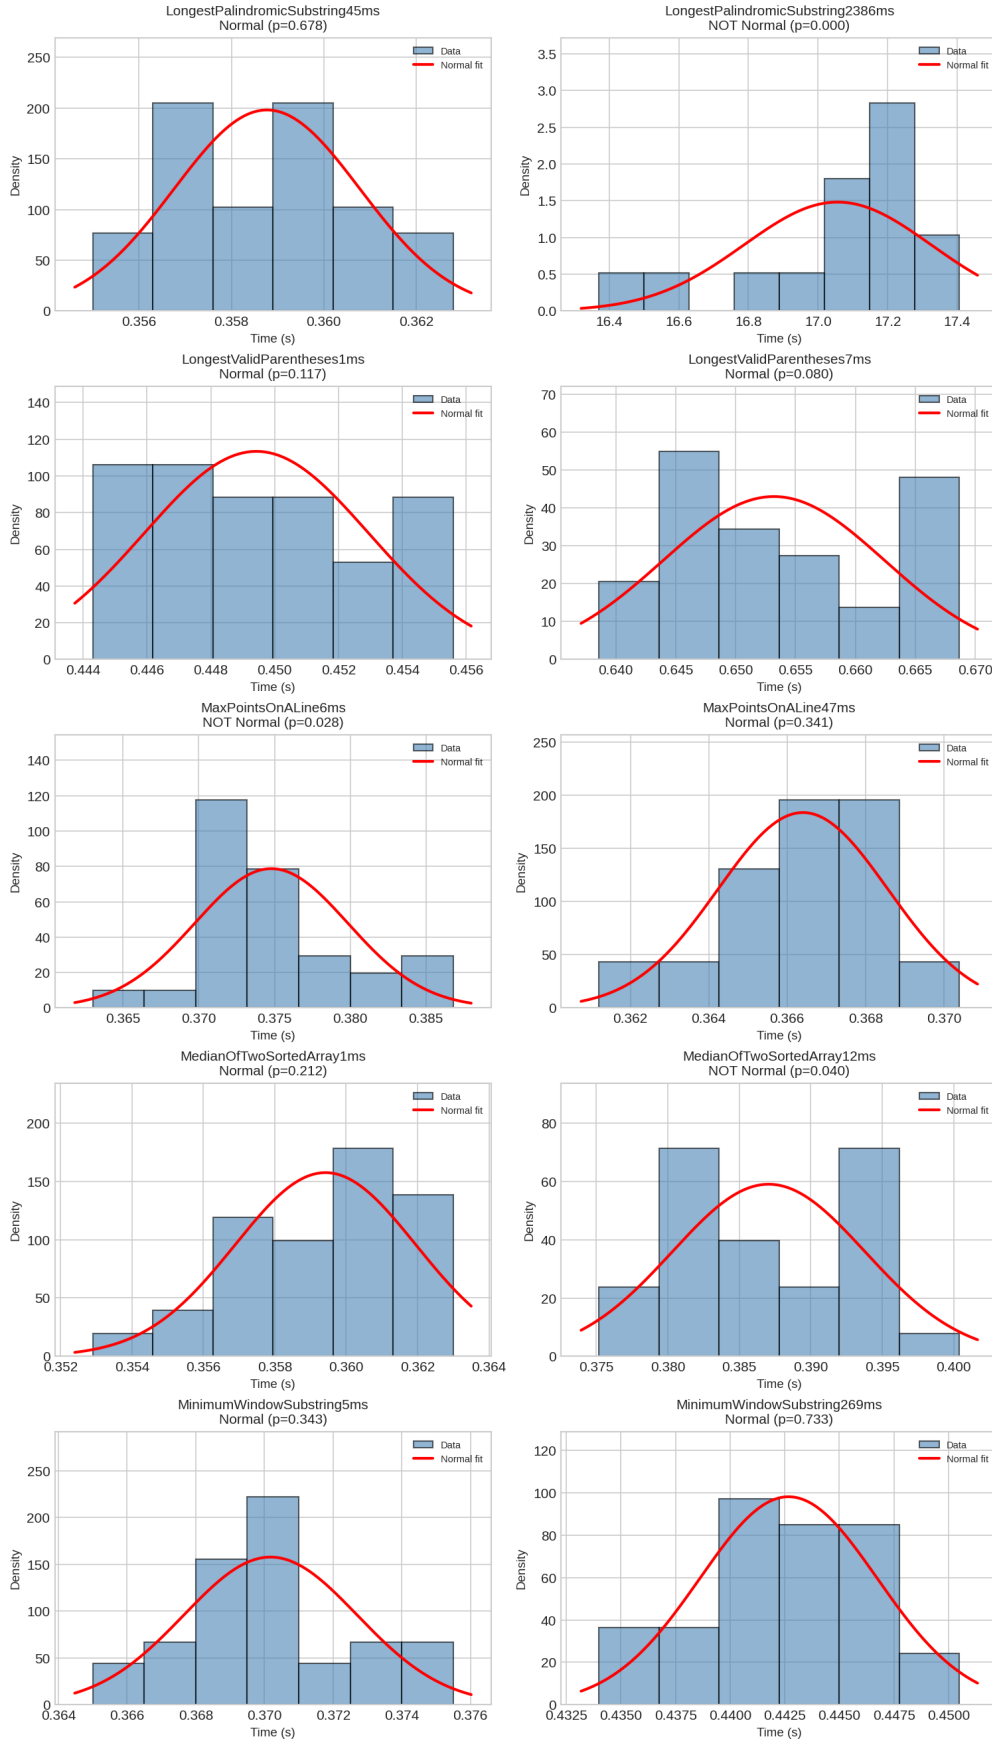 LongestPalindromicSubstring45ms
Normal (p=0.678)
Density
250
200
150
100
50
0
Data
Normal fit
0.356 0.358 0.360 0.362
Time (s)
LongestPalindromicSubstring2386ms
NOT Normal (p=0.000)
Density
3.5
3.0
2.5
2.0
1.5
1.0
0.5
0.0
Data
Normal fit
16.4 16.6 16.8 17.0 17.2 17.4
Time (s)
LongestValidParentheses1ms
Normal (p=0.117)
Density
140
120
100
80
60
40
20
0
Data
Normal fit
0.444 0.446 0.448 0.450 0.452 0.454 0.456
Time (s)
LongestValidParentheses7ms
Normal (p=0.080)
Density
70
60
50
40
30
20
10
0
Data
Normal fit
0.640 0.645 0.650 0.655 0.660 0.665 0.670
Time (s)
MaxPointsOnALine6ms
NOT Normal (p=0.028)
Density
140
120
100
80
60
40
20
0
Data
Normal fit
0.365 0.370 0.375 0.380 0.385
Time (s)
MaxPointsOnALine47ms
Normal (p=0.341)
Density
250
200
150
100
50
0
Data
Normal fit
0.362 0.364 0.366 0.368 0.370
Time (s)
MedianOfTwoSortedArray1ms
Normal (p=0.212)
Density
200
150
100
50
0
Data
Normal fit
0.352 0.354 0.356 0.358 0.360 0.362 0.364
Time (s)
MedianOfTwoSortedArray12ms
NOT Normal (p=0.040)
Density
80
60
40
20
0
Data
Normal fit
0.375 0.380 0.385 0.390 0.395 0.400
Time (s)
MinimumWindowSubstring5ms
Normal (p=0.343)
Density
250
200
150
100
50
0
Data
Normal fit
0.364 0.366 0.368 0.370 0.372 0.374 0.376
Time (s)
MinimumWindowSubstring269ms
Normal (p=0.733)
Density
120
100
80
60
40
20
0
Data
Normal fit
0.4325 0.4350 0.4375 0.4400 0.4425 0.4450 0.4475 0.4500
Time (s)